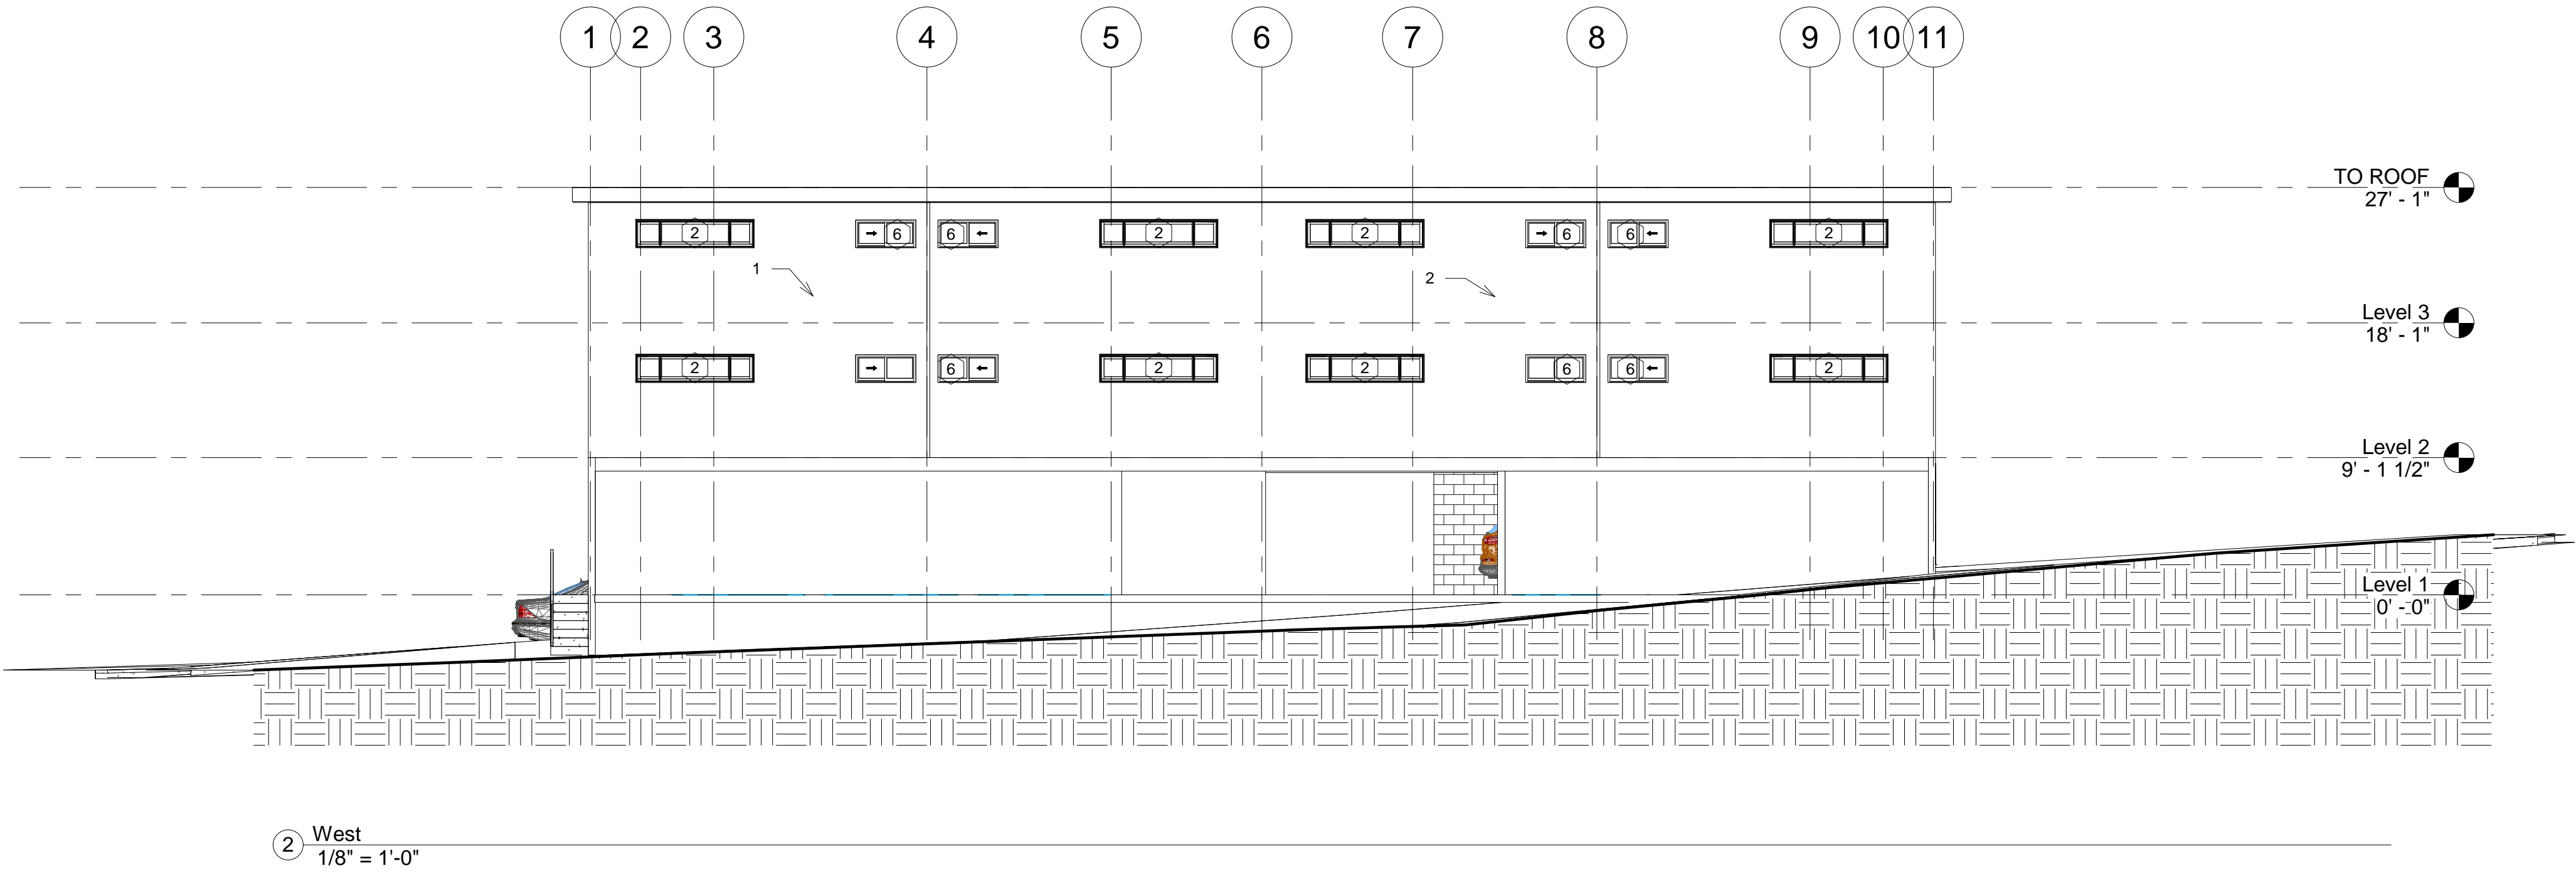 1 2 3 4 5 6 7 8 9 10 11
TO ROOF
27' - 1"
2 6 6 2 2 6 6 2
1
2
Level 3
18' - 1"
2 6 2 2 6 6 2
Level 2
9' - 1 1/2"
Level 1
0' - 0"
2
West
1/8" = 1'-0"